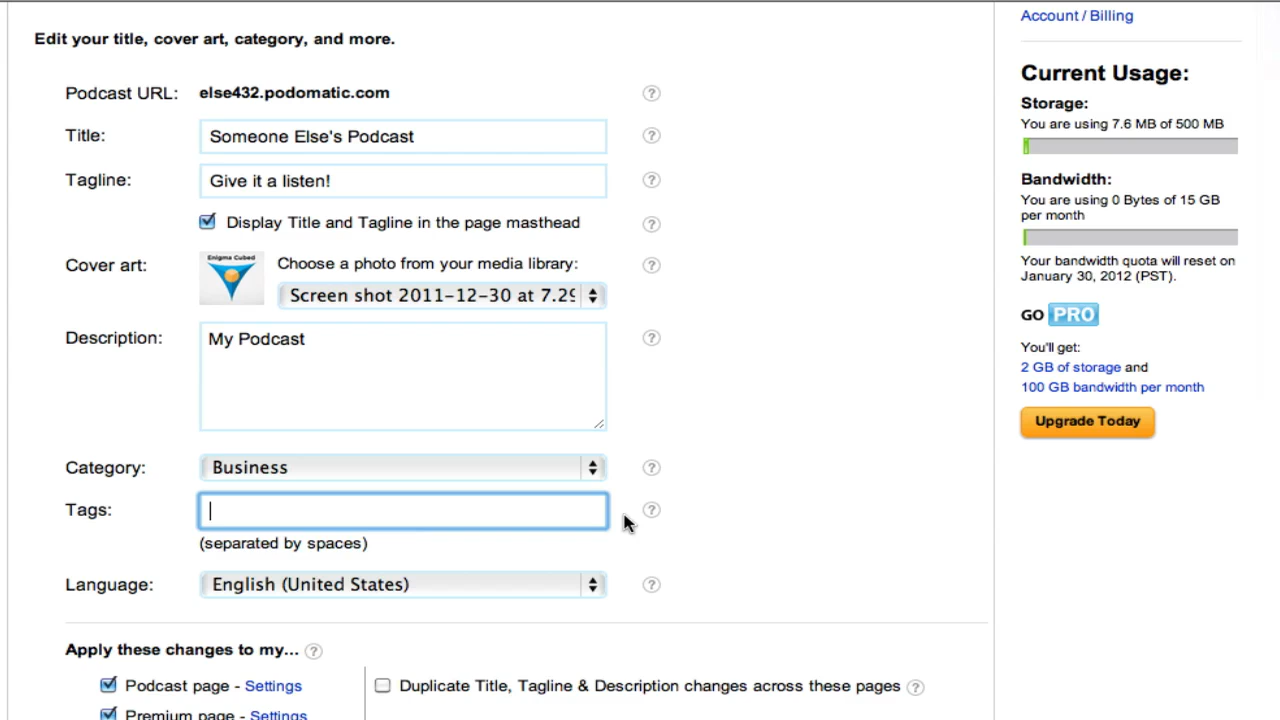 Edit your title, cover art, category, and more.
Podcast URL: else432.podomatic.com ?
Title: Someone Else's Podcast ?
Tagline: Give it a listen! ?
Display Title and Tagline in the page masthead ?
Cover art: Enigma Cubed Choose a photo from your media library: ?
Screen shot 2011-12-30 at 7.29
Description: My Podcast ?
Category: Business ?
Tags: ?
(separated by spaces)
Language: English (United States) ?
Apply these changes to my... ?
Podcast page - Settings
Duplicate Title, Tagline & Description changes across these pages ?
Premium page - Settings
Account / Billing
Current Usage:
Storage:
You are using 7.6 MB of 500 MB
Bandwidth:
You are using 0 Bytes of 15 GB
per month
Your bandwidth quota will reset on
January 30, 2012 (PST).
GO PRO
You'll get:
2 GB of storage and
100 GB bandwidth per month
Upgrade Today